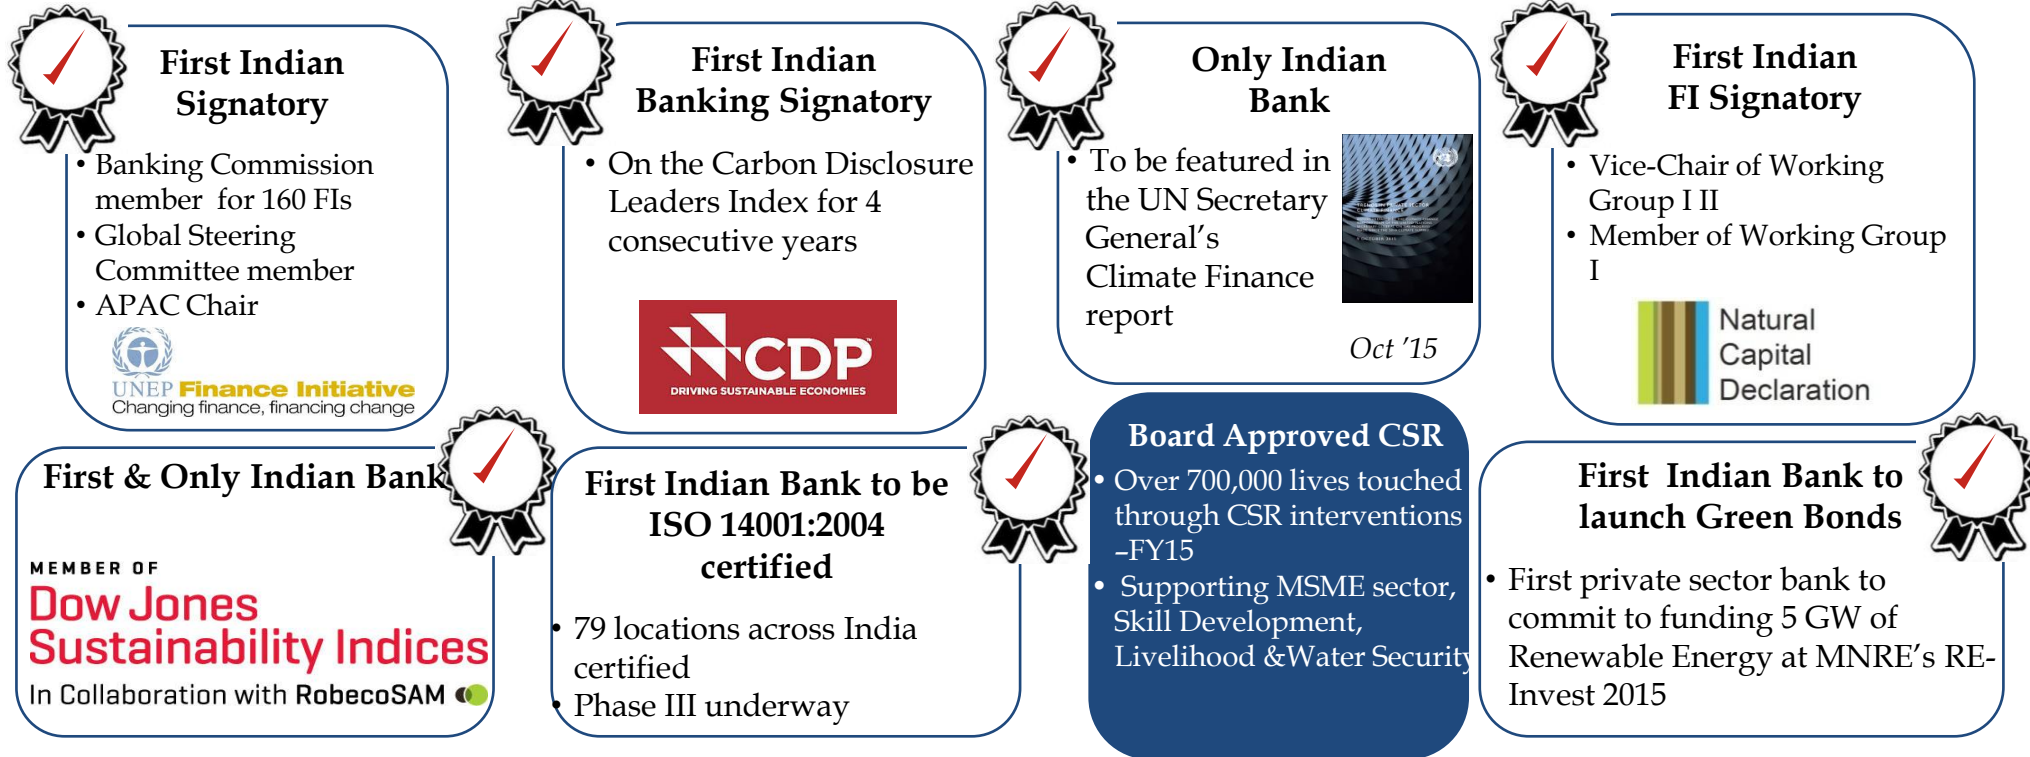 First Indian
Signatory
• Banking Commission
member for 160 FIs
• Global Steering
Committee member
• APAC Chair
UNEP Finance Initiative
Changing finance, financing change
First Indian
Banking Signatory
• On the Carbon Disclosure
Leaders Index for 4
consecutive years
CDP™
DRIVING SUSTAINABLE ECONOMIES
Only Indian
Bank
• To be featured in
the UN Secretary
General’s
Climate Finance
report
Oct ’15
First Indian
FI Signatory
• Vice-Chair of Working
Group I II
• Member of Working Group
I
Natural
Capital
Declaration
First & Only Indian Bank
MEMBER OF
Dow Jones
Sustainability Indices
In Collaboration with RobecoSAM
First Indian Bank to be
ISO 14001:2004
certified
• 79 locations across India
certified
• Phase III underway
Board Approved CSR
• Over 700,000 lives touched
through CSR interventions
–FY15
• Supporting MSME sector,
Skill Development,
Livelihood &Water Security
First Indian Bank to
launch Green Bonds
• First private sector bank to
commit to funding 5 GW of
Renewable Energy at MNRE’s RE-
Invest 2015